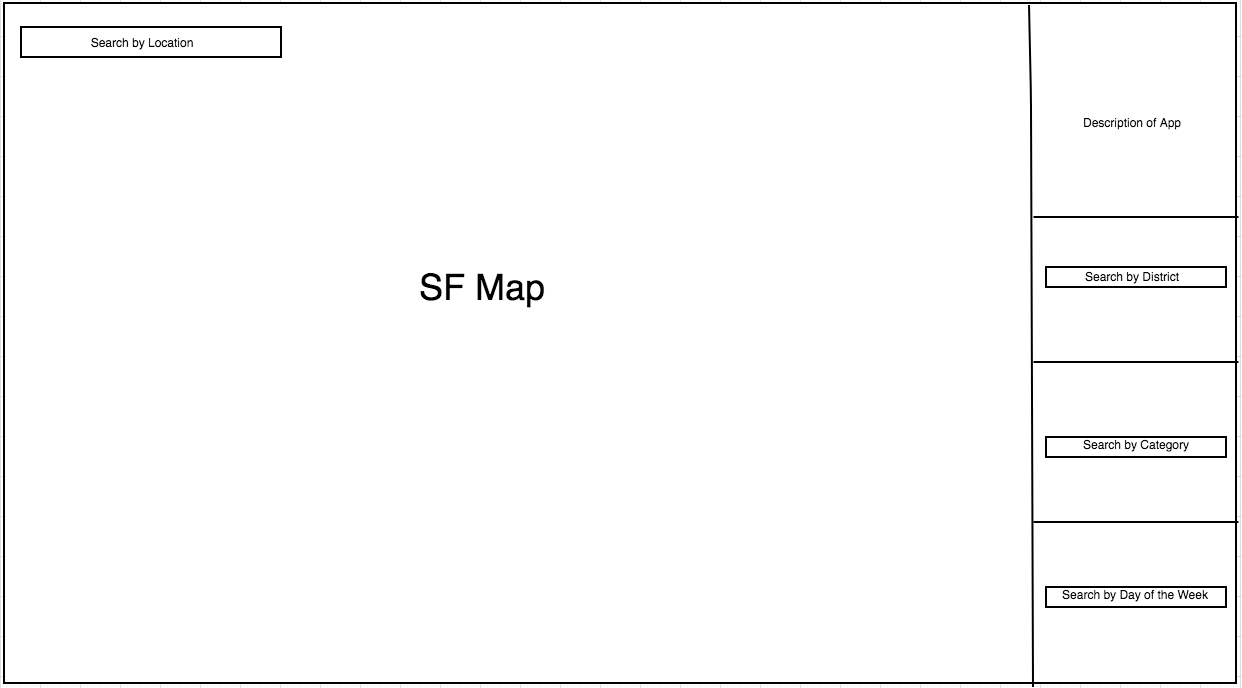 Search by Location
Description of App
SF Map
Search by District
Search by Category
Search by Day of the Week